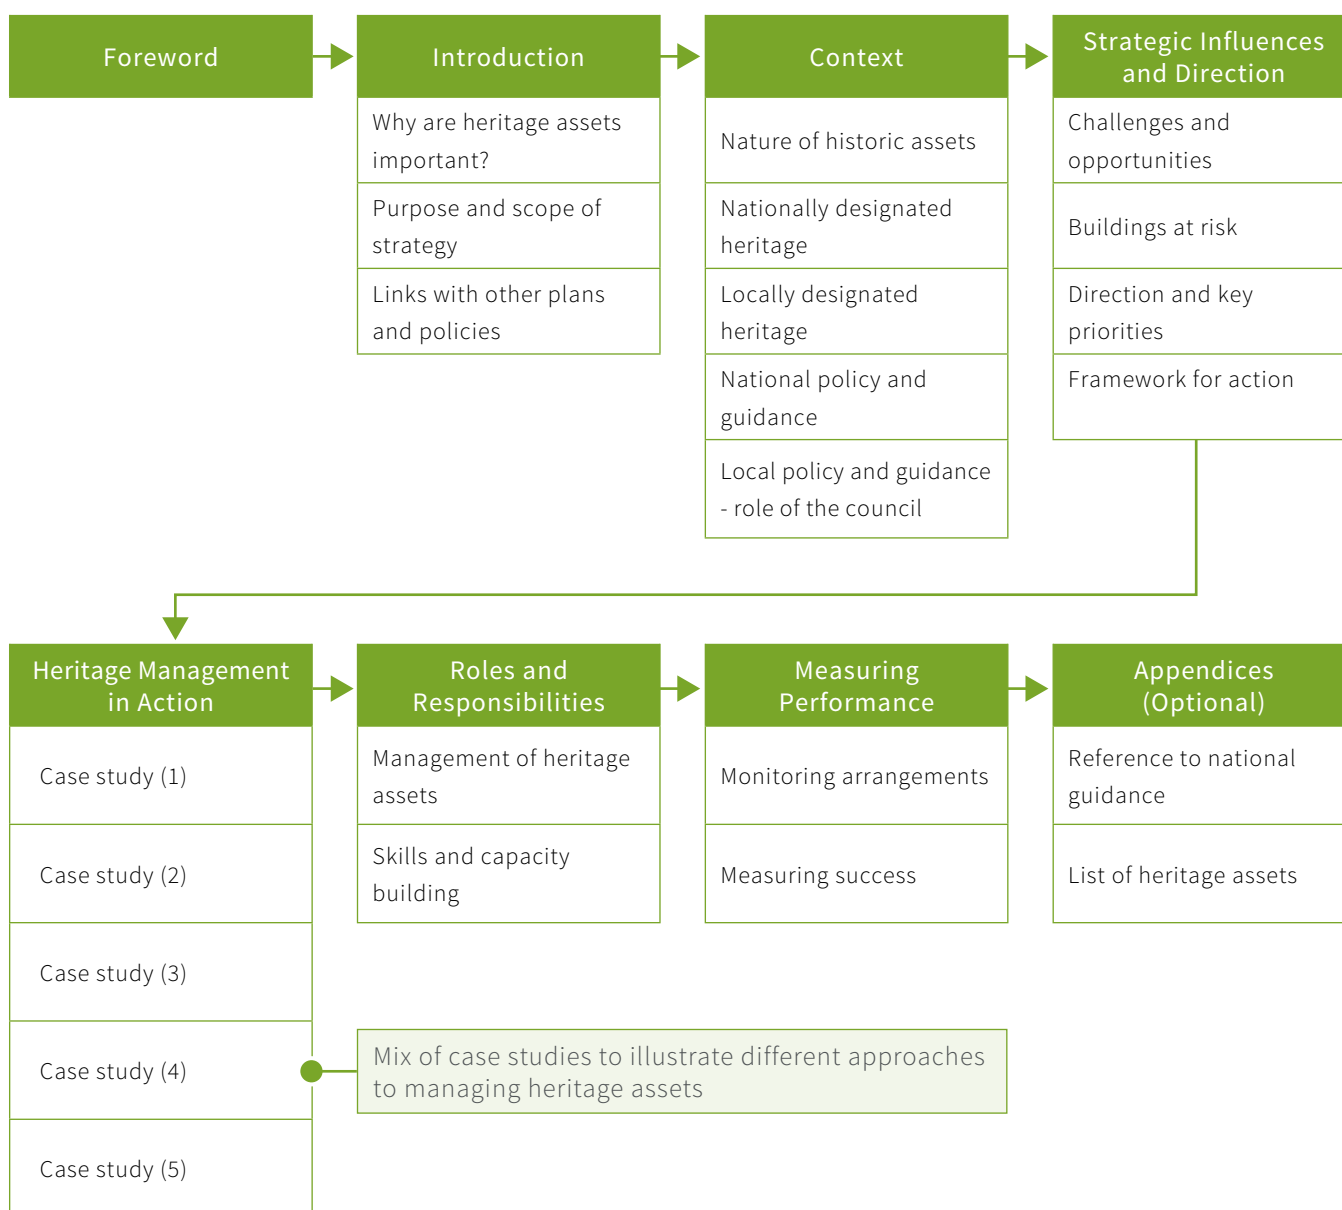 Foreword
Introduction
Why are heritage assets
important?
Purpose and scope of
strategy
Links with other plans
and policies
Context
Nature of historic assets
Nationally designated
heritage
Locally designated
heritage
National policy and
guidance
Local policy and guidance
- role of the council
Strategic Influences
and Direction
Challenges and
opportunities
Buildings at risk
Direction and key
priorities
Framework for action
Heritage Management
in Action
Case study (1)
Case study (2)
Case study (3)
Case study (4)
Case study (5)
Mix of case studies to illustrate different approaches
to managing heritage assets
Roles and
Responsibilities
Management of heritage
assets
Skills and capacity
building
Measuring
Performance
Monitoring arrangements
Measuring success
Appendices
(Optional)
Reference to national
guidance
List of heritage assets